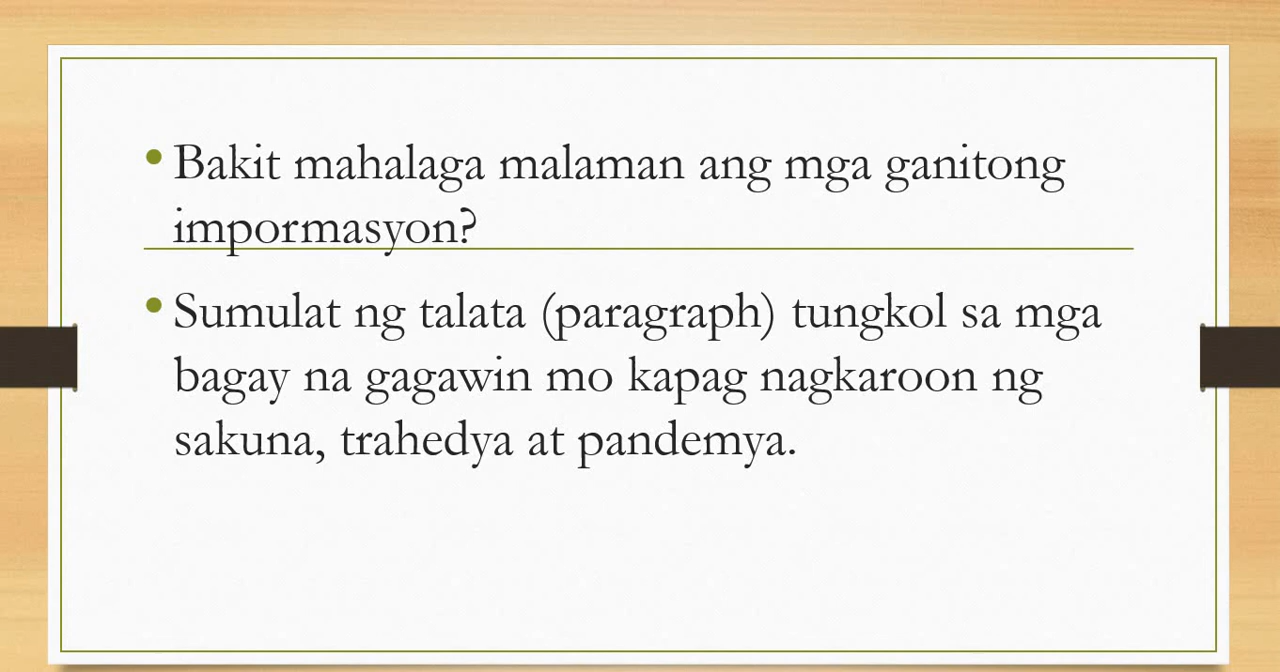 • Bakit mahalaga malaman ang mga ganitong
impormasyon?
• Sumulat ng talata (paragraph) tungkol sa mga
bagay na gagawin mo kapag nagkaroon ng
sakuna, trahedya at pandemya.